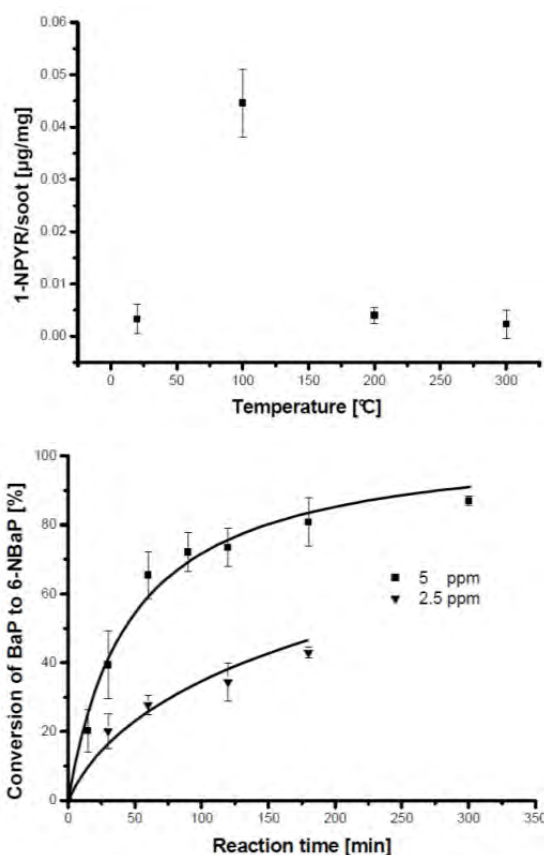 0.06
0.05
0.04
0.03
0.02
0.01
0.00
1-NPYR/soot [µg/mg]
0 50 100 150 200 250 300
Temperature [°C]
100
80
60
40
20
0
Conversion of BaP to 6-NBaP [%]
5 ppm
2.5 ppm
0 50 100 150 200 250 300 350
Reaction time [min]